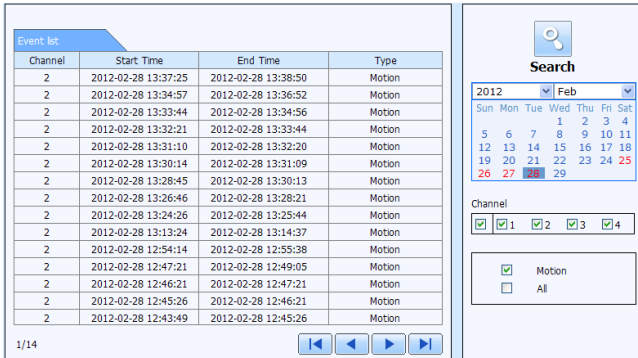 Event list
Channel Start Time End Time Type
2 2012-02-28 13:37:25 2012-02-28 13:38:50 Motion
2 2012-02-28 13:34:57 2012-02-28 13:36:52 Motion
2 2012-02-28 13:33:44 2012-02-28 13:34:56 Motion
2 2012-02-28 13:32:21 2012-02-28 13:33:44 Motion
2 2012-02-28 13:31:10 2012-02-28 13:32:20 Motion
2 2012-02-28 13:30:14 2012-02-28 13:31:09 Motion
2 2012-02-28 13:28:45 2012-02-28 13:30:13 Motion
2 2012-02-28 13:26:46 2012-02-28 13:28:21 Motion
2 2012-02-28 13:24:26 2012-02-28 13:25:44 Motion
2 2012-02-28 13:13:24 2012-02-28 13:14:37 Motion
2 2012-02-28 12:54:14 2012-02-28 12:55:38 Motion
2 2012-02-28 12:47:21 2012-02-28 12:49:05 Motion
2 2012-02-28 12:46:21 2012-02-28 12:47:21 Motion
2 2012-02-28 12:45:26 2012-02-28 12:46:21 Motion
2 2012-02-28 12:43:49 2012-02-28 12:45:26 Motion
1/14
Search
2012 Feb
Sun Mon Tue Wed Thu Fri Sat
1 2 3 4
5 6 7 8 9 10 11
12 13 14 15 16 17 18
19 20 21 22 23 24 25
26 27 28 29
Channel
1 2 3 4
Motion
All